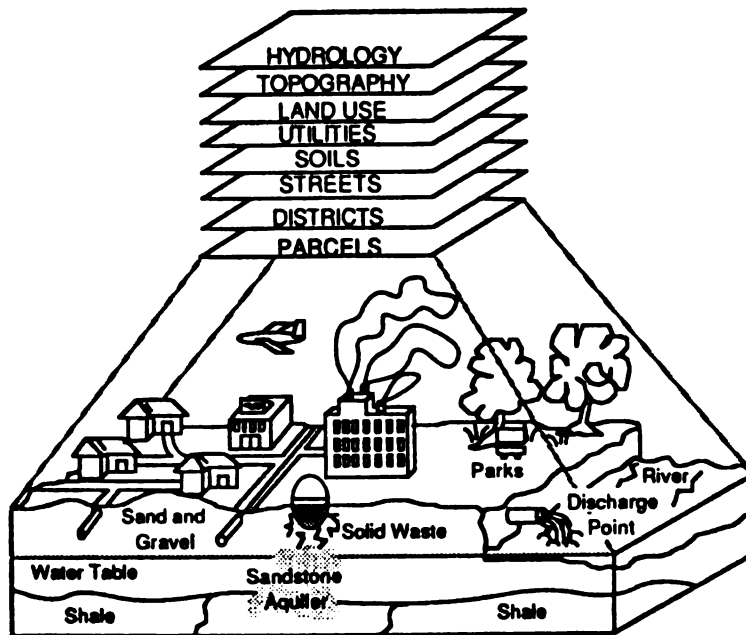 HYDROLOGY
TOPOGRAPHY
LAND USE
UTILITIES
SOILS
STREETS
DISTRICTS
PARCELS
Parks
River
Sand and
Gravel
Solid Waste
Discharge
Point
Water Table
Sandstone
Aquifer
Shale
Shale